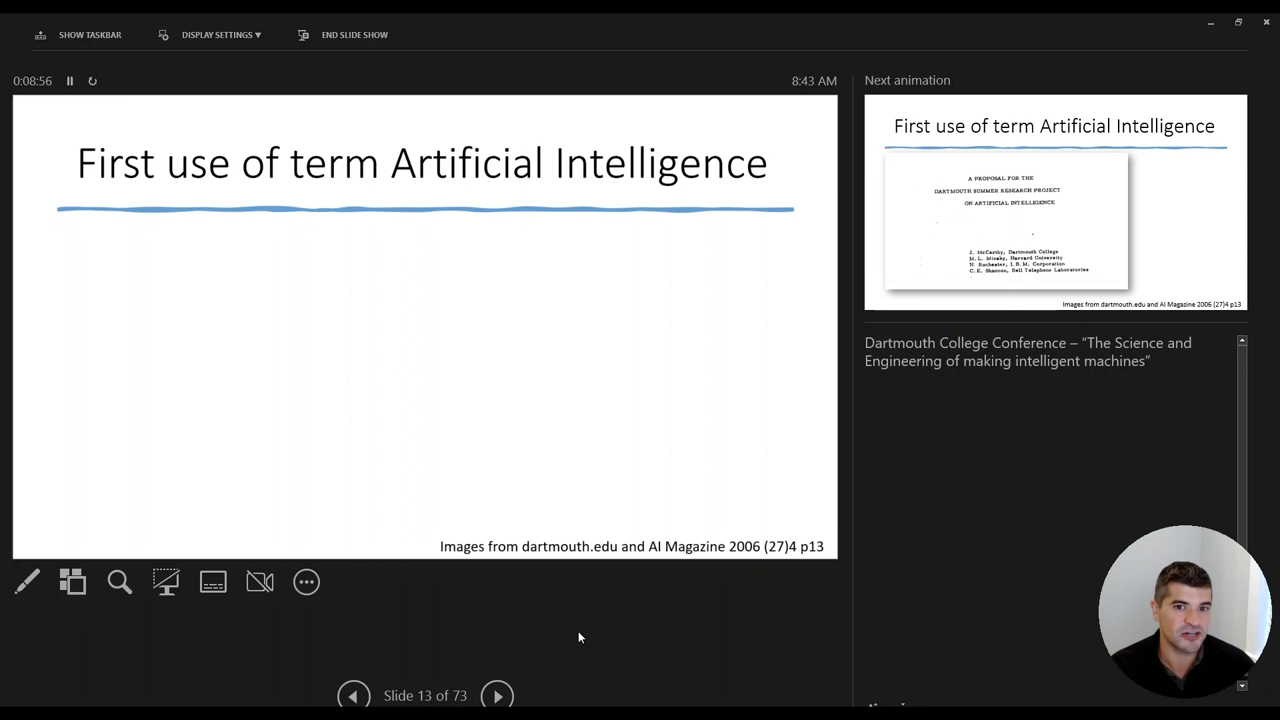 SHOW TASKBAR
DISPLAY SETTINGS ▼
END SLIDE SHOW
0:08:56
8:43 AM
First use of term Artificial Intelligence
Images from dartmouth.edu and AI Magazine 2006 (27)4 p13
Slide 13 of 73
Next animation
First use of term Artificial Intelligence
A PROPOSAL FOR THE
DARTMOUTH SUMMER RESEARCH PROJECT
ON ARTIFICIAL INTELLIGENCE
J. McCarthy, Dartmouth College
M. L. Minsky, Harvard University
N. Rochester, I.B.M. Corporation
C. E. Shannon, Bell Telephone Laboratories
Images from dartmouth.edu and AI Magazine 2006 (27)4 p13
Dartmouth College Conference – “The Science and
Engineering of making intelligent machines”